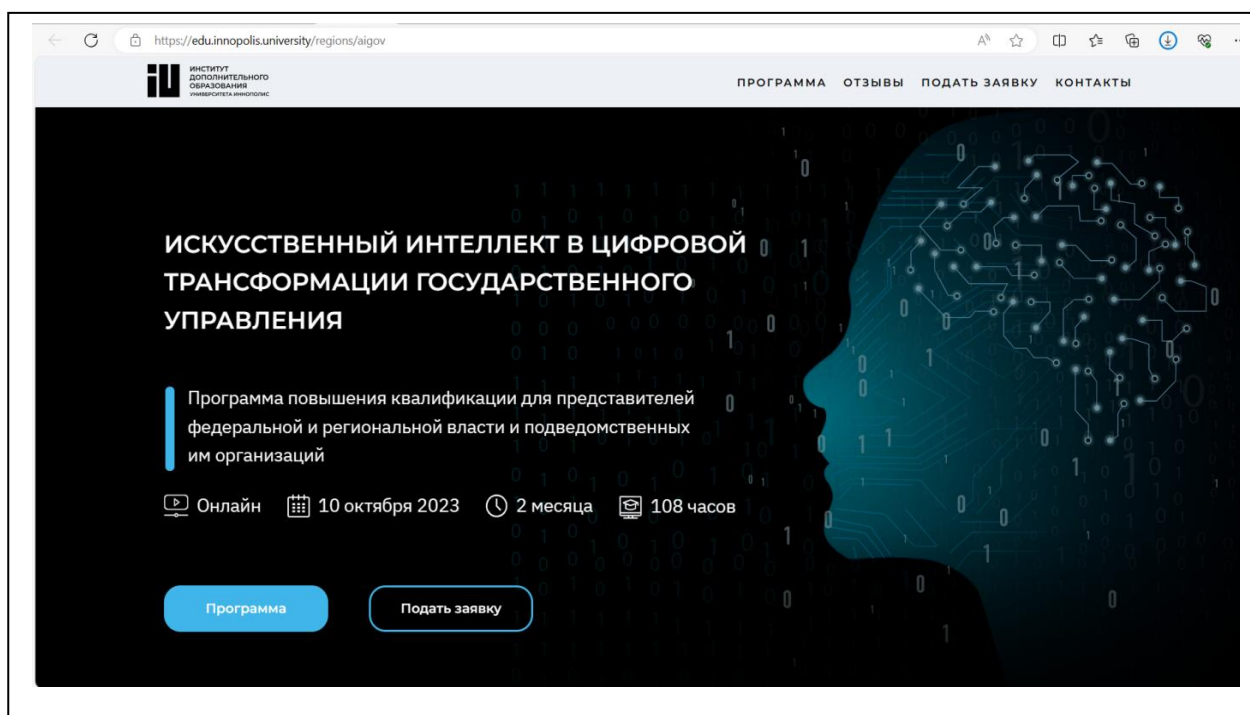 https://edu.innopolis.university/regions/aigov
ИНСТИТУТ
ДОПОЛНИТЕЛЬНОГО
ОБРАЗОВАНИЯ
УНИВЕРСИТЕТА ИННОПОЛИС
ПРОГРАММА ОТЗЫВЫ ПОДАТЬ ЗАЯВКУ КОНТАКТЫ
ИСКУССТВЕННЫЙ ИНТЕЛЛЕКТ В ЦИФРОВОЙ
ТРАНСФОРМАЦИИ ГОСУДАРСТВЕННОГО
УПРАВЛЕНИЯ
Программа повышения квалификации для представителей
федеральной и региональной власти и подведомственных
им организаций
Онлайн 10 октября 2023 2 месяца 108 часов
Программа Подать заявку